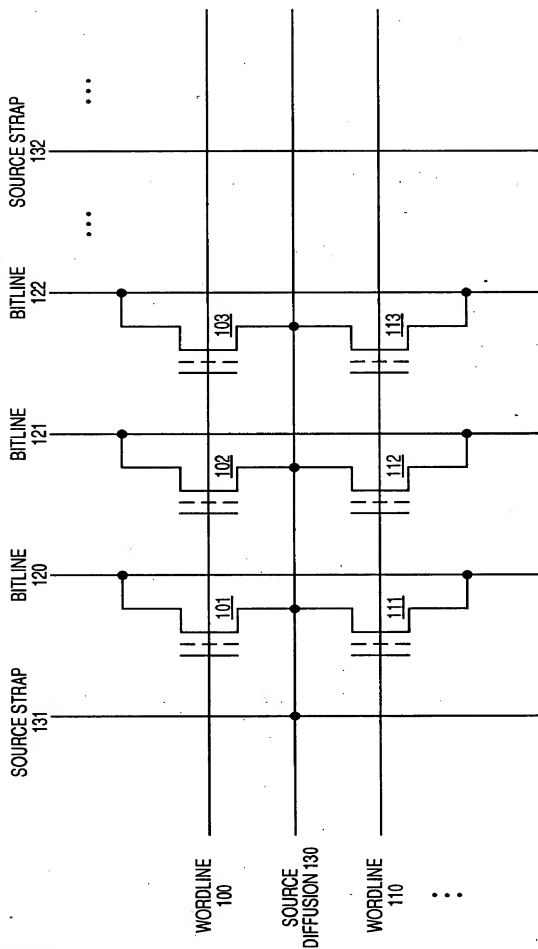 SOURCE STRAP
131
BITLINE
120
BITLINE
121
BITLINE
122
SOURCE STRAP
132
... ...
WORDLINE
100
101
102
103
SOURCE
DIFFUSION 130
WORDLINE
110
111
112
113
...